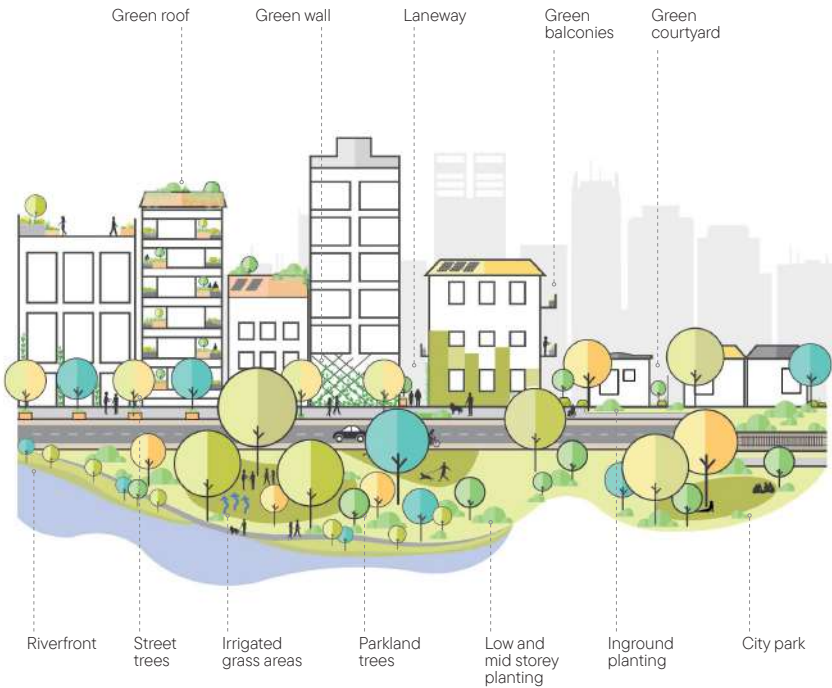 Green roof
Green wall
Laneway
Green
balconies
Green
courtyard
Riverfront
Street
trees
Irrigated
grass areas
Parkland
trees
Low and
mid storey
planting
Inground
planting
City park